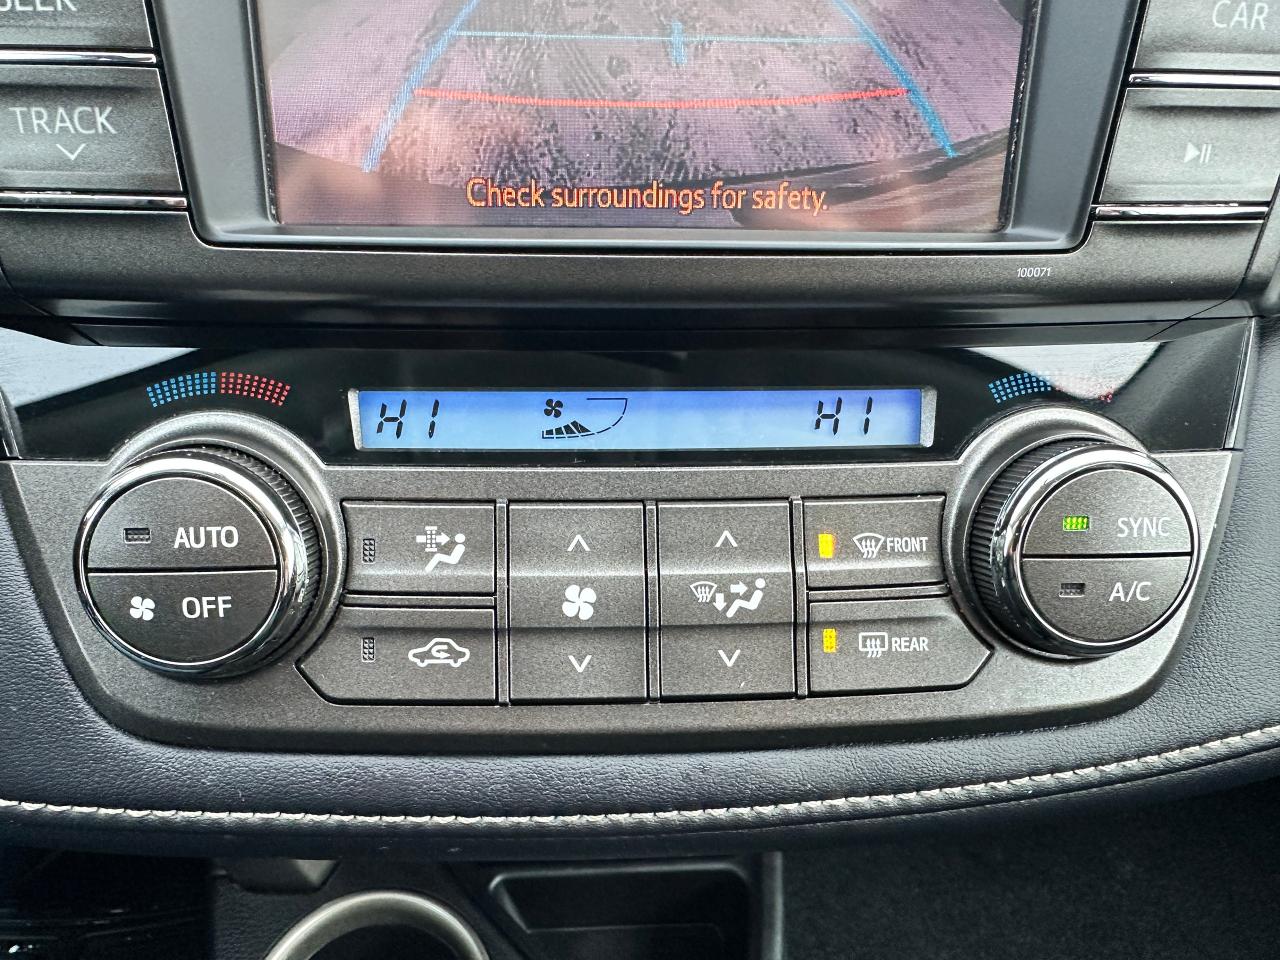 CAR
TRACK
Check surroundings for safety.
100071
HI
HI
AUTO
OFF
FRONT
REAR
SYNC
A/C